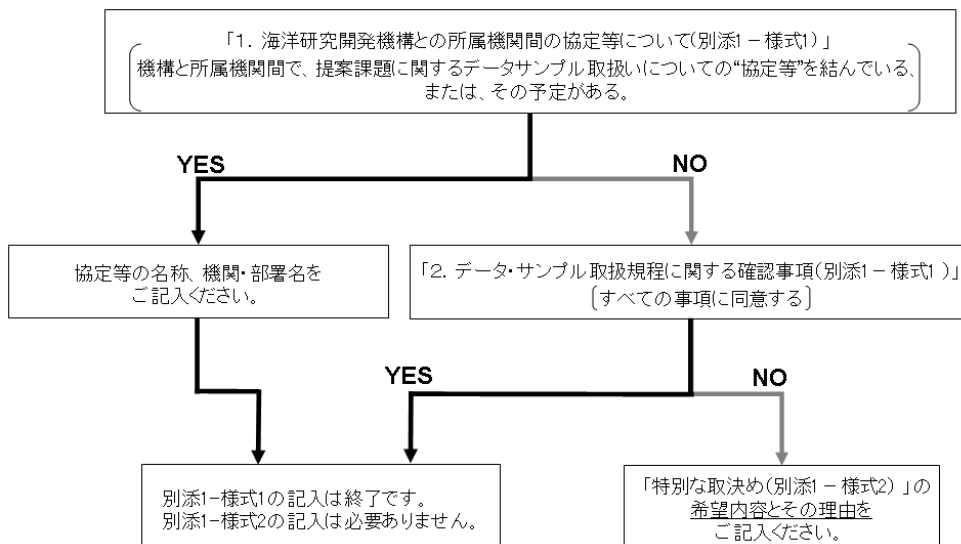 「1. 海洋研究開発機構との所属機関間の協定等について(別添1-様式1)」
機構と所属機関間で、提案課題に関するデータサンプル取扱いについての“協定等”を結んでいる、
または、その予定がある。
YES
NO
協定等の名称、機関・部署名を
ご記入ください。
「2. データ・サンプル取扱規程に関する確認事項(別添1-様式1 )」
[すべての事項に同意する]
YES
NO
別添1-様式1の記入は終了です。
別添1-様式2の記入は必要ありません。
「特別な取決め(別添1-様式2) 」の
希望内容とその理由を
ご記入ください。